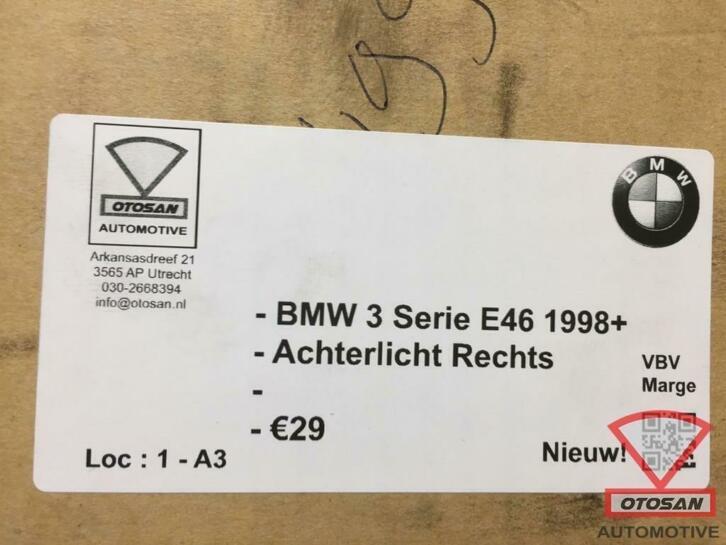 OTOSAN
AUTOMOTIVE
Arkansasdreef 21
3565 AP Utrecht
030-2668394
info@otosan.nl
BMW
- BMW 3 Serie E46 1998+
- Achterlicht Rechts
-
- €29
VBV
Marge
Loc : 1 - A3
Nieuw!
OTOSAN
AUTOMOTIVE